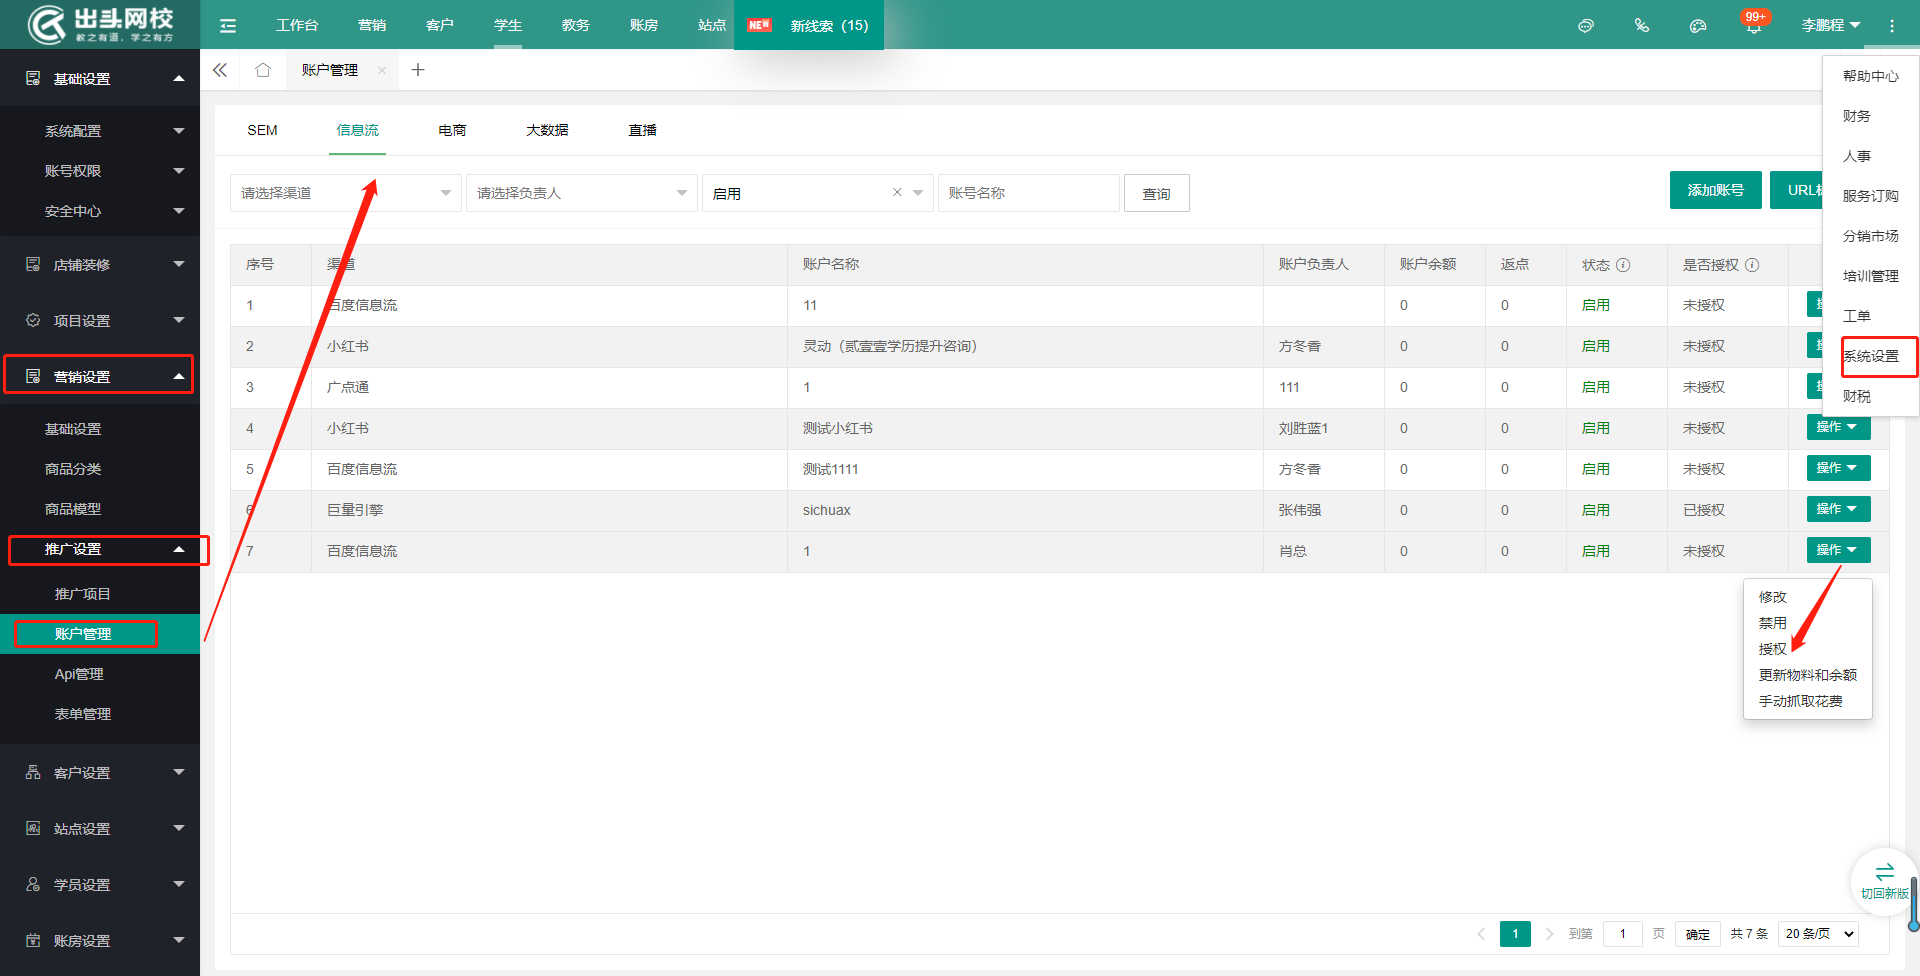 出头网校
教之有道，学之有方
工作台 营销 客户 学生 教务 账房 站点 NEW 新线索（15） 99+ 李鹏程
账户管理
基础设置
系统配置
账号权限
安全中心
店铺装修
项目设置
营销设置
基础设置
商品分类
商品模型
推广设置
推广项目
账户管理
Api管理
表单管理
客户设置
站点设置
学员设置
账房设置
SEM 信息流 电商 大数据 直播
请选择渠道 请选择负责人 启用 账号名称 查询 添加账号 URL
序号 渠道 账户名称 账户负责人 账户余额 返点 状态 是否授权
1 百度信息流 11 0 0 启用 未授权
2 小红书 灵动（贰壹壹学历提升咨询） 方冬香 0 0 启用 未授权
3 广点通 1 111 0 0 启用 未授权
4 小红书 测试小红书 刘胜蓝1 0 0 启用 未授权 操作
5 百度信息流 测试1111 方冬香 0 0 启用 未授权 操作
6 巨量引擎 sichuax 张伟强 0 0 启用 已授权 操作
7 百度信息流 1 肖总 0 0 启用 未授权 操作
帮助中心
财务
人事
服务订购
分销市场
培训管理
工单
系统设置
财税
修改
禁用
授权
更新物料和余额
手动抓取花费
切回新版
1 到第 1 页 确定 共 7 条 20 条/页